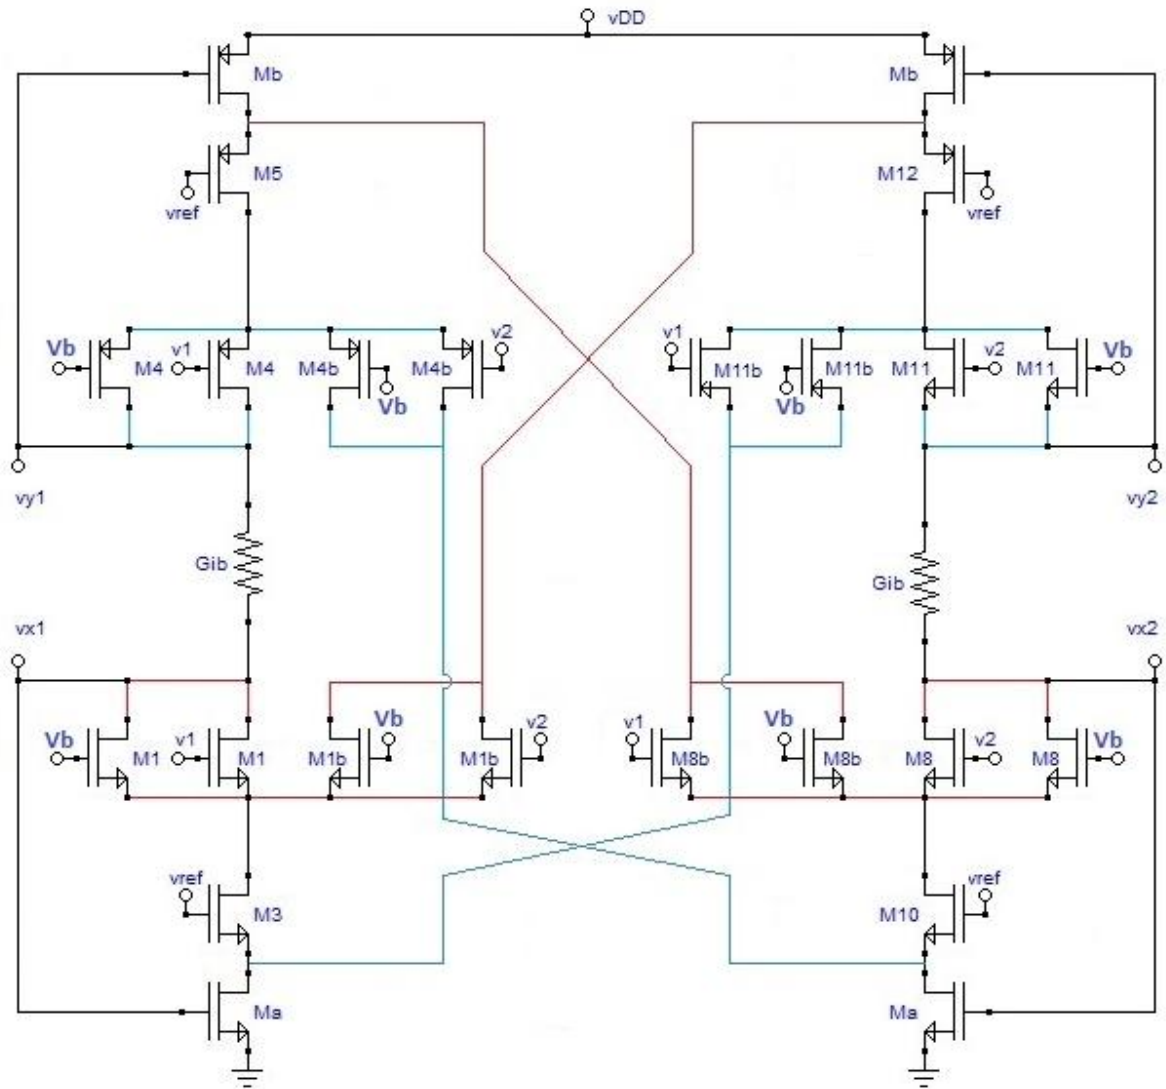 vDD
Mb Mb
M5 M12
vref vref
Vb M4 v1 M4 M4b Vb M4b v2 v1 M11b Vb M11b M11 v2 M11 Vb
vy1 vy2
Gib Gib
vx1 vx2
Vb M1 v1 M1 M1b Vb M1b v2 v1 M8b Vb M8b M8 v2 M8 Vb
vref M3 M10 vref
Ma Ma